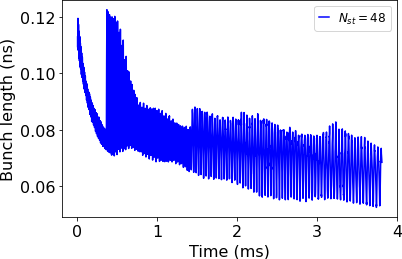 N_st = 48
0.12
0.10
0.08
0.06
Bunch length (ns)
0 1 2 3 4
Time (ms)